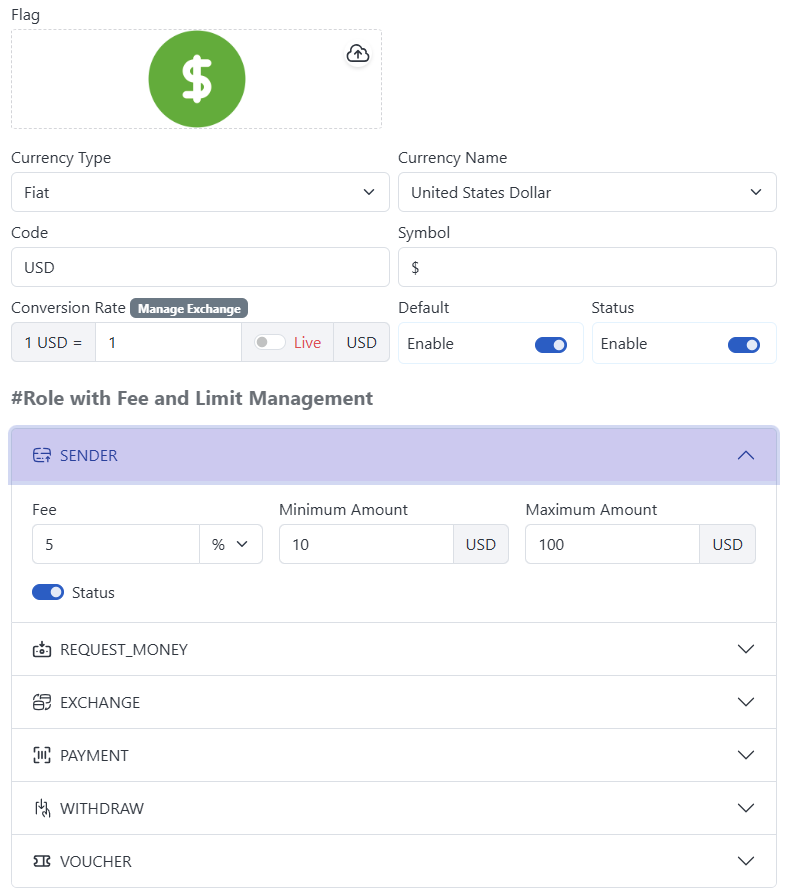 Flag
$
Currency Type Currency Name
Fiat United States Dollar
Code Symbol
USD $
Conversion Rate Manage Exchange Default Status
1 USD = 1 Live USD Enable Enable
#Role with Fee and Limit Management
SENDER
Fee Minimum Amount Maximum Amount
5 % 10 USD 100 USD
Status
REQUEST_MONEY
EXCHANGE
PAYMENT
WITHDRAW
VOUCHER